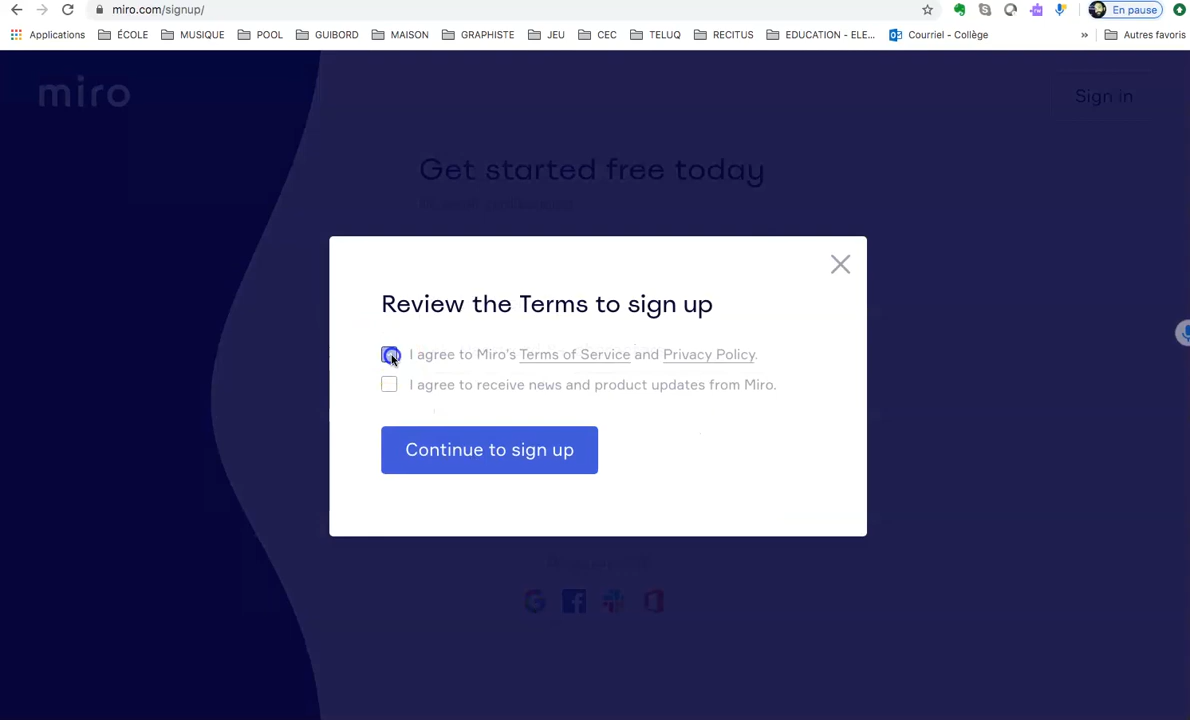 miro.com/signup/
En pause
Applications ÉCOLE MUSIQUE POOL GUIBORD MAISON GRAPHISTE JEU CEC TELUQ RECITUS EDUCATION - ELE... Courriel - Collège » Autres favoris
miro
Sign in
Get started free today
Review the Terms to sign up
I agree to Miro's Terms of Service and Privacy Policy.
I agree to receive news and product updates from Miro.
Continue to sign up